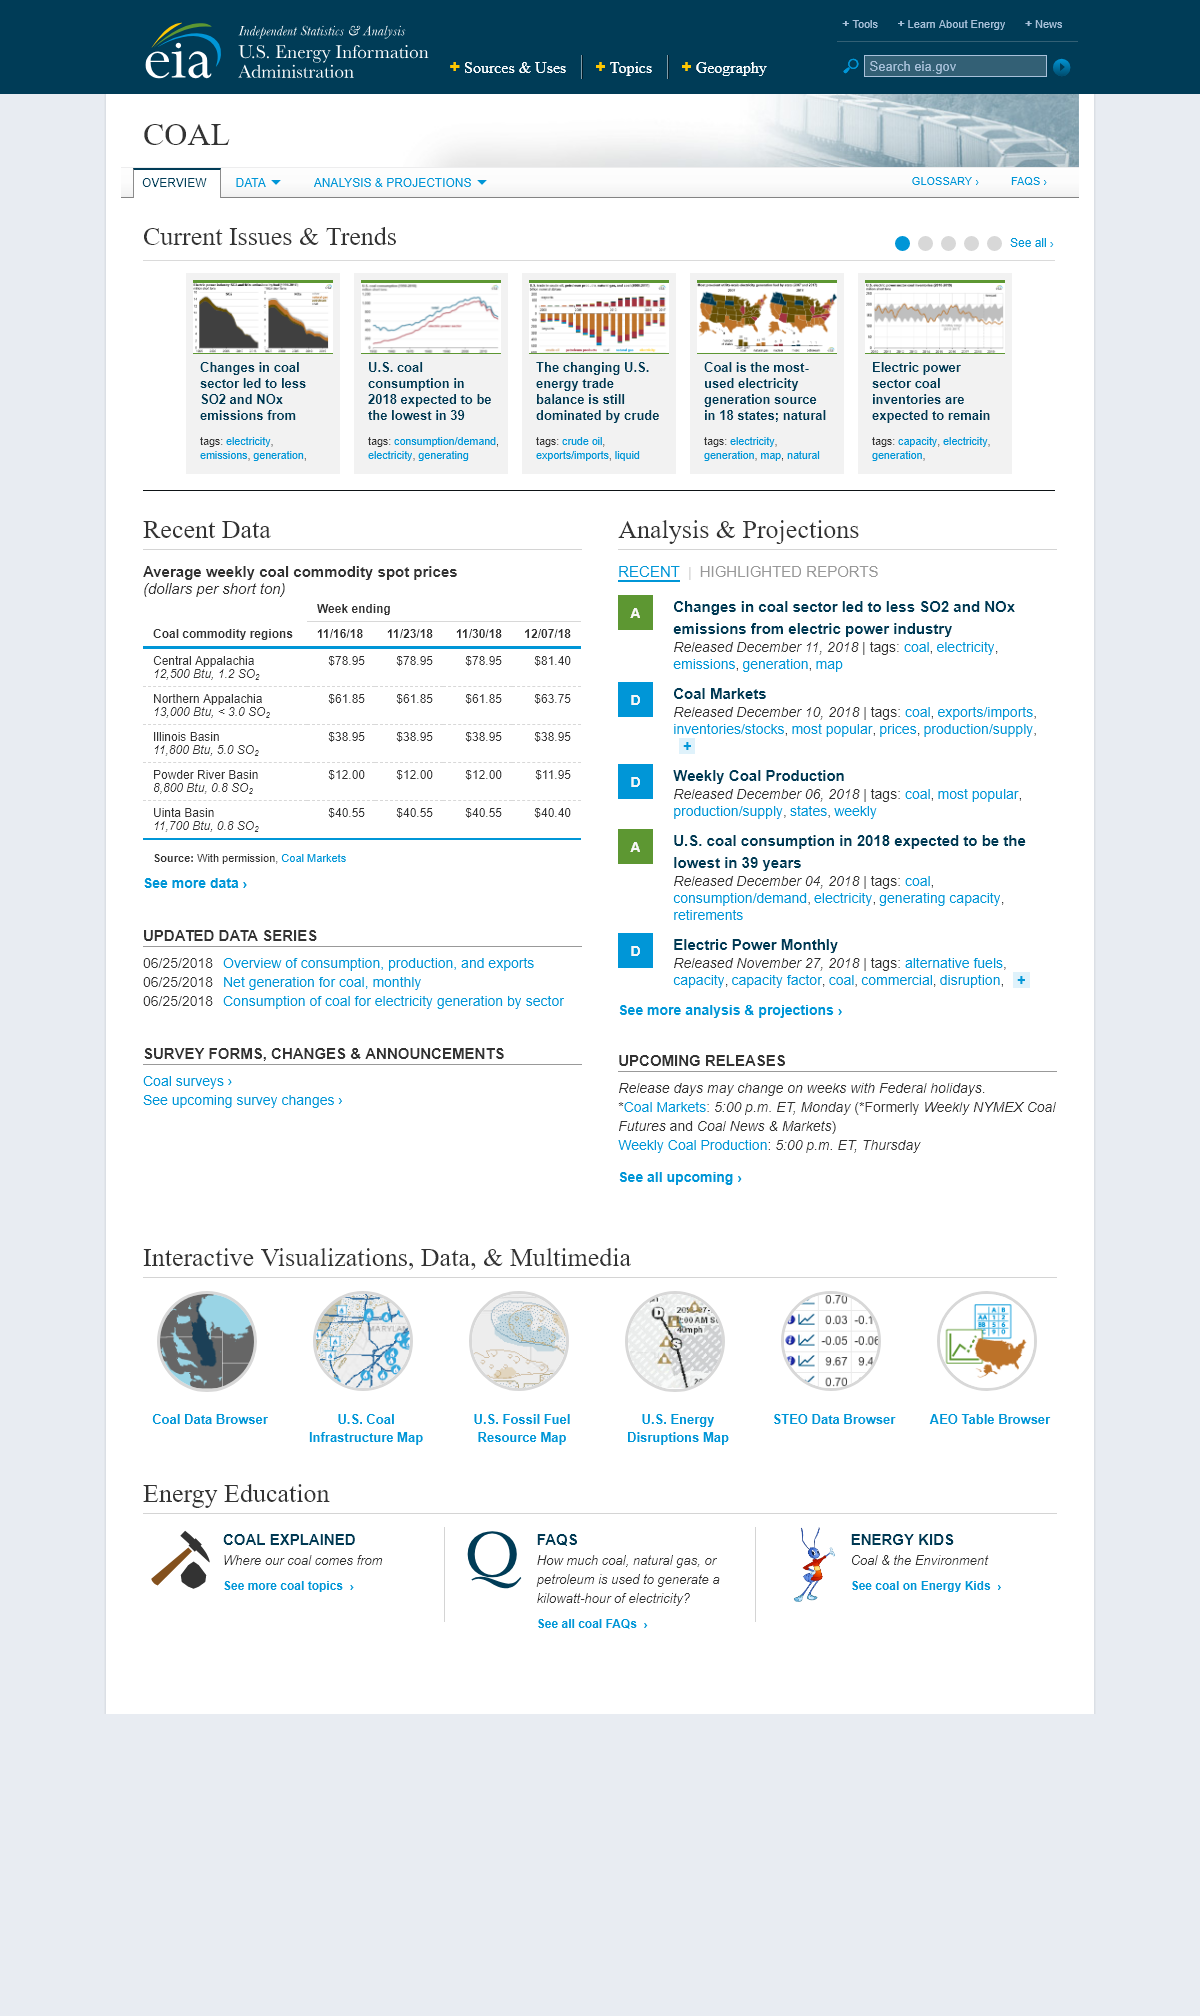 Independent Statistics & Analysis
eia
U.S. Energy Information
Administration
+ Tools + Learn About Energy + News
+ Sources & Uses + Topics + Geography
Search eia.gov
COAL
OVERVIEW DATA ANALYSIS & PROJECTIONS GLOSSARY › FAQS ›
Current Issues & Trends
See all ›
Changes in coal
sector led to less
SO2 and NOx
emissions from
tags: electricity,
emissions, generation,
U.S. coal
consumption in
2018 expected to be
the lowest in 39
tags: consumption/demand,
electricity, generating
The changing U.S.
energy trade
balance is still
dominated by crude
tags: crude oil,
exports/imports, liquid
Coal is the most-
used electricity
generation source
in 18 states; natural
tags: electricity,
generation, map, natural
Electric power
sector coal
inventories are
expected to remain
tags: capacity, electricity,
generation,
Recent Data
Average weekly coal commodity spot prices
(dollars per short ton)
Week ending
Coal commodity regions 11/16/18 11/23/18 11/30/18 12/07/18
Central Appalachia $78.95 $78.95 $78.95 $81.40
12,500 Btu, 1.2 SO2
Northern Appalachia $61.85 $61.85 $61.85 $63.75
13,000 Btu, < 3.0 SO2
Illinois Basin $38.95 $38.95 $38.95 $38.95
11,800 Btu, 5.0 SO2
Powder River Basin $12.00 $12.00 $12.00 $11.95
8,800 Btu, 0.8 SO2
Uinta Basin $40.55 $40.55 $40.55 $40.40
11,700 Btu, 0.8 SO2
Source: With permission, Coal Markets
See more data ›
UPDATED DATA SERIES
06/25/2018 Overview of consumption, production, and exports
06/25/2018 Net generation for coal, monthly
06/25/2018 Consumption of coal for electricity generation by sector
SURVEY FORMS, CHANGES & ANNOUNCEMENTS
Coal surveys ›
See upcoming survey changes ›
Analysis & Projections
RECENT | HIGHLIGHTED REPORTS
A
Changes in coal sector led to less SO2 and NOx
emissions from electric power industry
Released December 11, 2018 | tags: coal, electricity,
emissions, generation, map
D
Coal Markets
Released December 10, 2018 | tags: coal, exports/imports,
inventories/stocks, most popular, prices, production/supply,
+
D
Weekly Coal Production
Released December 06, 2018 | tags: coal, most popular,
production/supply, states, weekly
A
U.S. coal consumption in 2018 expected to be the
lowest in 39 years
Released December 04, 2018 | tags: coal,
consumption/demand, electricity, generating capacity,
retirements
D
Electric Power Monthly
Released November 27, 2018 | tags: alternative fuels,
capacity, capacity factor, coal, commercial, disruption, +
See more analysis & projections ›
UPCOMING RELEASES
Release days may change on weeks with Federal holidays.
*Coal Markets: 5:00 p.m. ET, Monday (*Formerly Weekly NYMEX Coal
Futures and Coal News & Markets)
Weekly Coal Production: 5:00 p.m. ET, Thursday
See all upcoming ›
Interactive Visualizations, Data, & Multimedia
Coal Data Browser
U.S. Coal
Infrastructure Map
U.S. Fossil Fuel
Resource Map
U.S. Energy
Disruptions Map
0.70
0.03 -0.1
-0.05 -0.06
9.67 9.4
0.70
STEO Data Browser
AEO Table Browser
Energy Education
COAL EXPLAINED
Where our coal comes from
See more coal topics ›
Q
FAQS
How much coal, natural gas, or
petroleum is used to generate a
kilowatt-hour of electricity?
See all coal FAQs ›
ENERGY KIDS
Coal & the Environment
See coal on Energy Kids ›